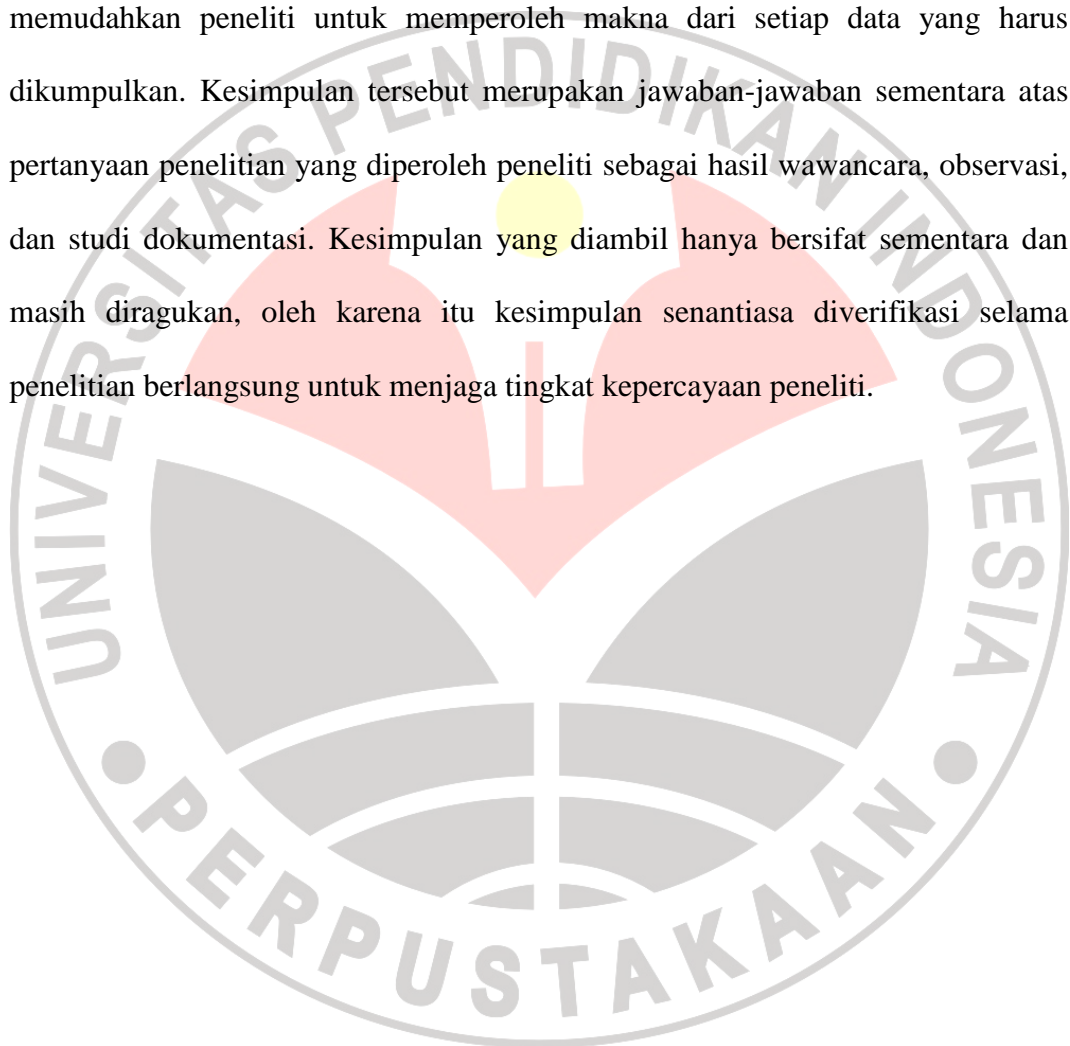 memudahkan peneliti untuk memperoleh makna dari setiap data yang harus
dikumpulkan. Kesimpulan tersebut merupakan jawaban-jawaban sementara atas
pertanyaan penelitian yang diperoleh peneliti sebagai hasil wawancara, observasi,
dan studi dokumentasi. Kesimpulan yang diambil hanya bersifat sementara dan
masih diragukan, oleh karena itu kesimpulan senantiasa diverifikasi selama
penelitian berlangsung untuk menjaga tingkat kepercayaan peneliti.
UNIVERSITAS PENDIDIKAN INDONESIA
PERPUSTAKAAN